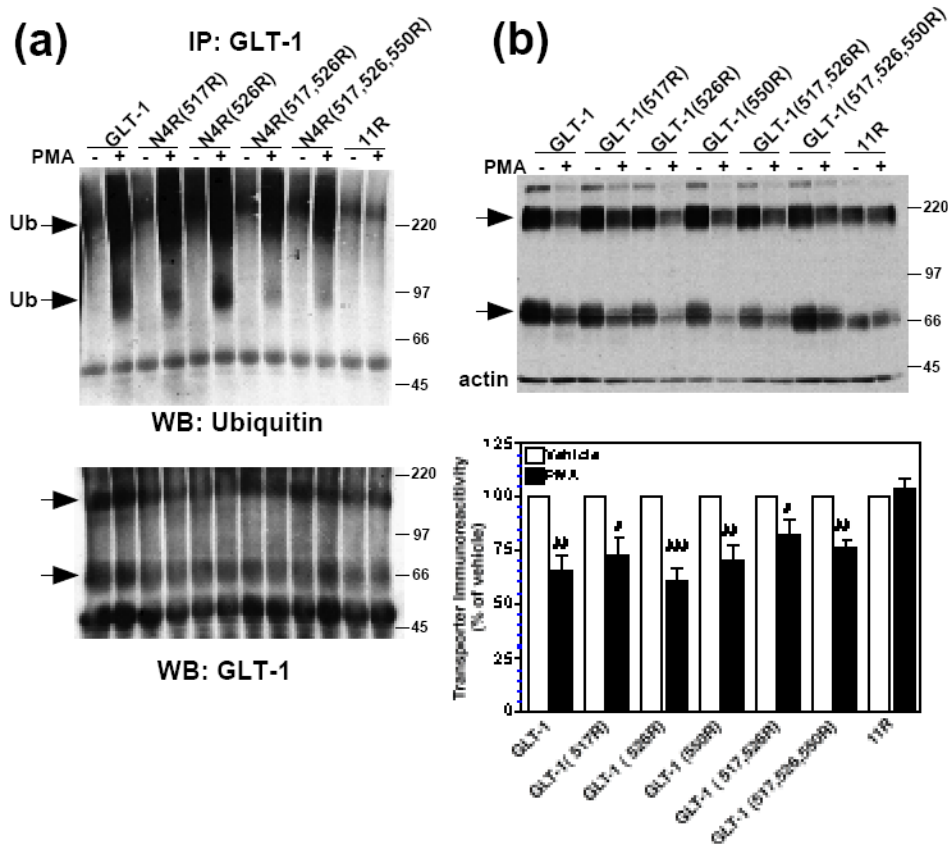 (a)
IP: GLT-1
GLT-1
N4R(517R)
N4R(526R)
N4R(517,526R)
N4R(517,526,550R)
11R
PMA - + - + - + - + - + - +
Ub
Ub
220
97
66
45
WB: Ubiquitin
220
97
66
45
WB: GLT-1
(b)
GLT-1
GLT-1(517R)
GLT-1(526R)
GLT-1(550R)
GLT-1(517,526R)
GLT-1(517,526,550R)
11R
PMA - + - + - + - + - + - + - +
220
97
66
45
actin
Transporter Immunoreacitivity
(% of vehicle)
125
100
75
50
25
0
Vehicle
PMA
GLT-1
GLT-1( 517R)
GLT-1 ( 526R)
GLT-1 (550R)
GLT-1 ( 517,526R)
GLT-1 (517,526,550R)
11R